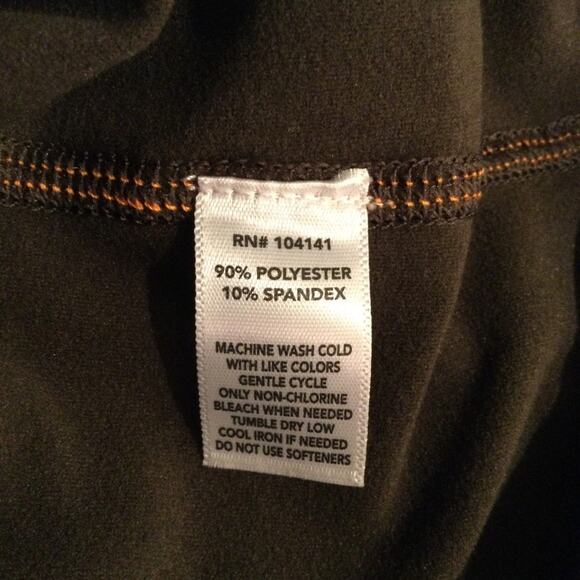 RN# 104141
90% POLYESTER
10% SPANDEX
MACHINE WASH COLD
WITH LIKE COLORS
GENTLE CYCLE
ONLY NON-CHLORINE
BLEACH WHEN NEEDED
TUMBLE DRY LOW
COOL IRON IF NEEDED
DO NOT USE SOFTENERS